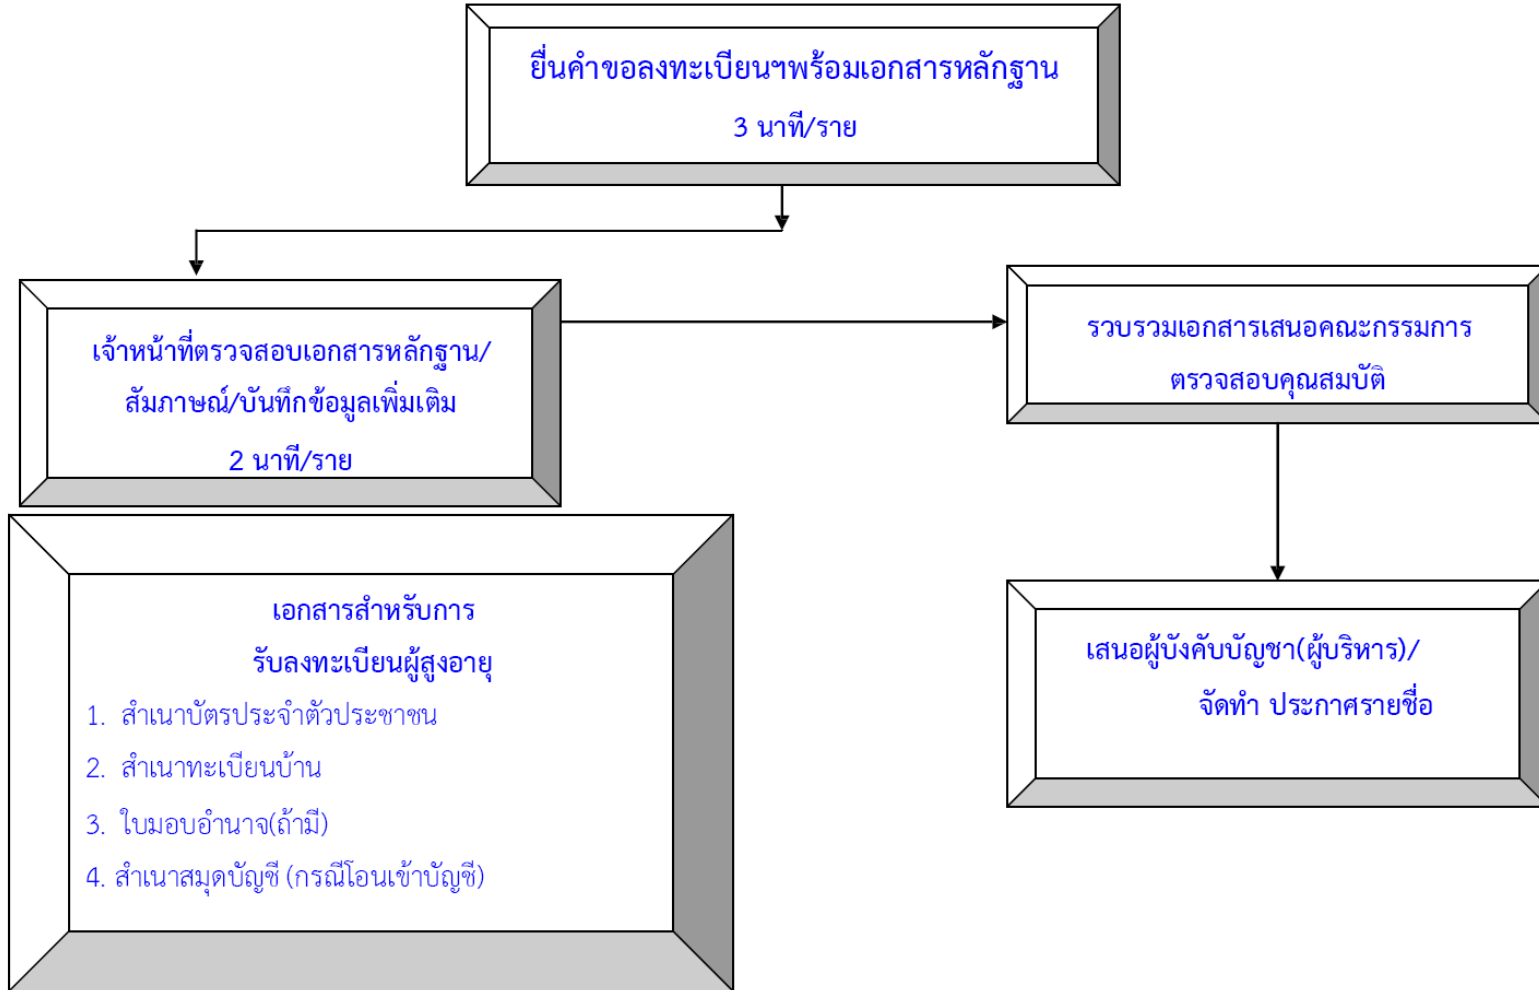 ยื่นคำขอลงทะเบียนฯพร้อมเอกสารหลักฐาน
3 นาที/ราย
เจ้าหน้าที่ตรวจสอบเอกสารหลักฐาน/
สัมภาษณ์/บันทึกข้อมูลเพิ่มเติม
2 นาที/ราย
รวบรวมเอกสารเสนอคณะกรรมการ
ตรวจสอบคุณสมบัติ
เอกสารสำหรับการ
รับลงทะเบียนผู้สูงอายุ
1. สำเนาบัตรประจำตัวประชาชน
2. สำเนาทะเบียนบ้าน
3. ใบมอบอำนาจ(ถ้ามี)
4. สำเนาสมุดบัญชี (กรณีโอนเข้าบัญชี)
เสนอผู้บังคับบัญชา(ผู้บริหาร)/
จัดทำ ประกาศรายชื่อ